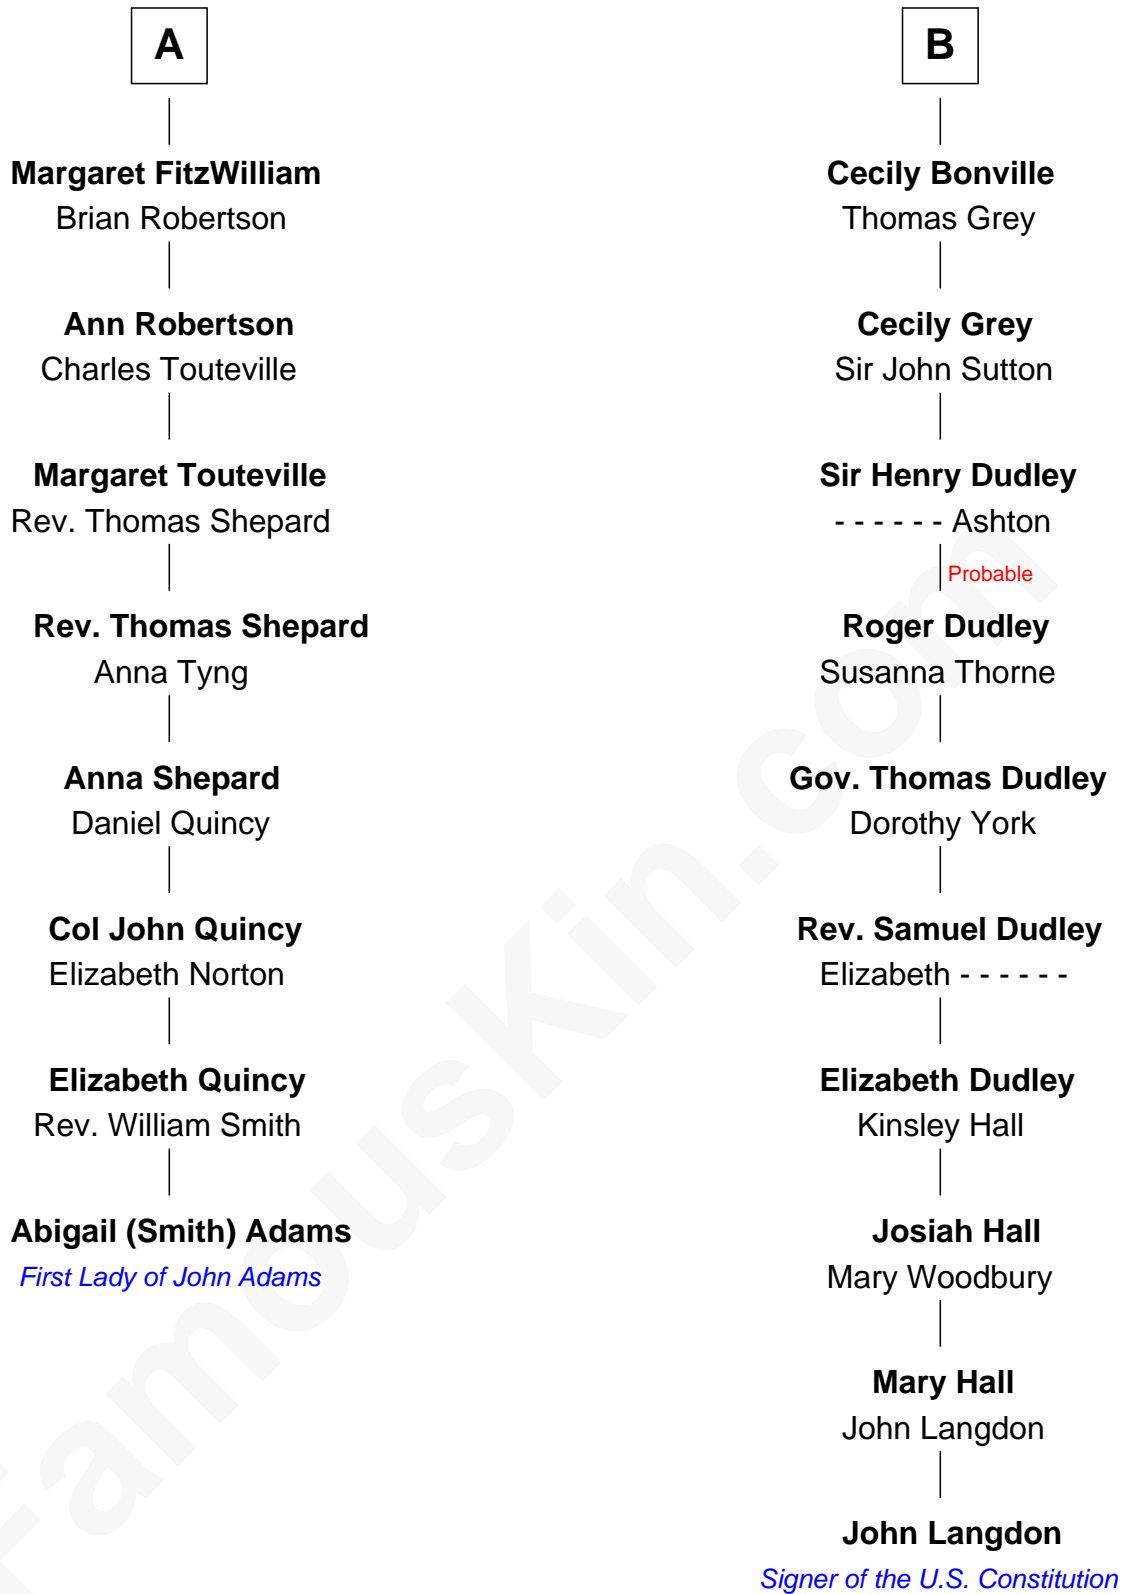 A
Margaret FitzWilliam
Brian Robertson
Ann Robertson
Charles Touteville
Margaret Touteville
Rev. Thomas Shepard
Rev. Thomas Shepard
Anna Tyng
Anna Shepard
Daniel Quincy
Col John Quincy
Elizabeth Norton
Elizabeth Quincy
Rev. William Smith
Abigail (Smith) Adams
First Lady of John Adams
B
Cecily Bonville
Thomas Grey
Cecily Grey
Sir John Sutton
Sir Henry Dudley
- - - - - - Ashton
Probable
Roger Dudley
Susanna Thorne
Gov. Thomas Dudley
Dorothy York
Rev. Samuel Dudley
Elizabeth - - - - - -
Elizabeth Dudley
Kinsley Hall
Josiah Hall
Mary Woodbury
Mary Hall
John Langdon
John Langdon
Signer of the U.S. Constitution
FamousKin.com